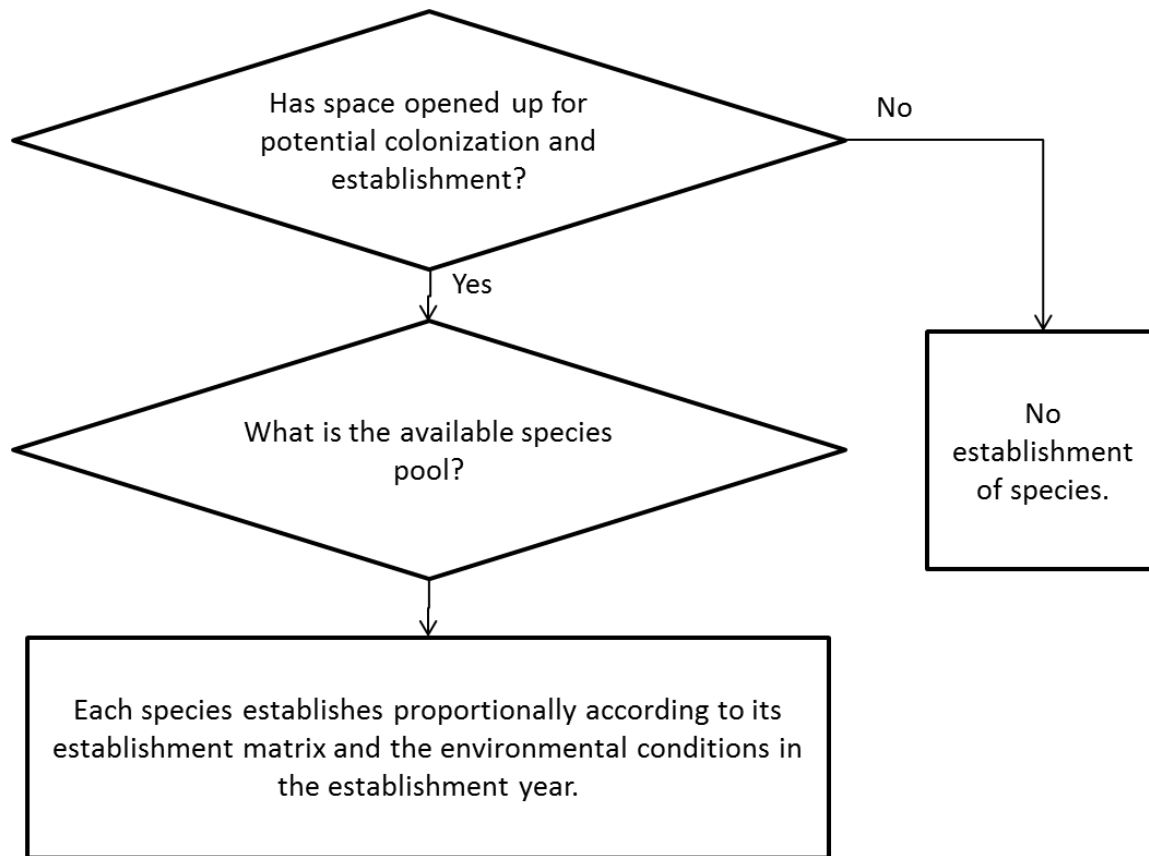 Has space opened up for
potential colonization and
establishment?
No
Yes
What is the available species
pool?
No
establishment
of species.
Each species establishes proportionally according to its
establishment matrix and the environmental conditions in
the establishment year.